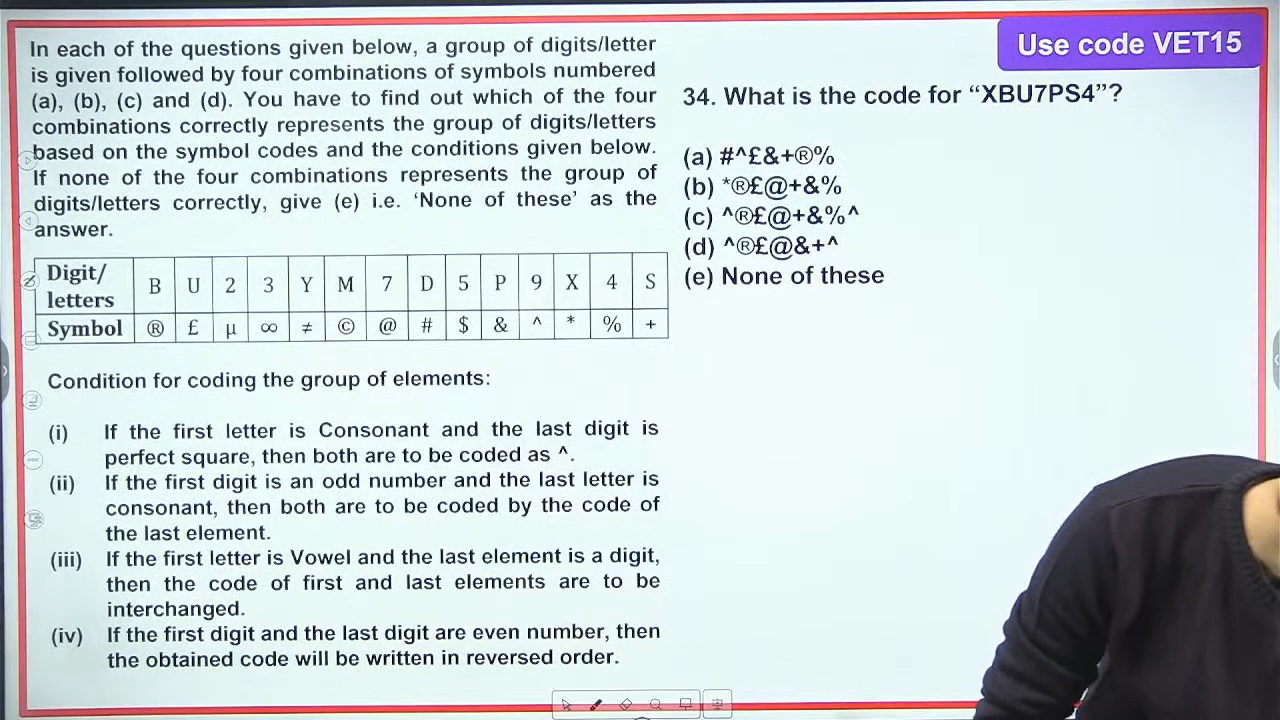 In each of the questions given below, a group of digits/letter
is given followed by four combinations of symbols numbered
(a), (b), (c) and (d). You have to find out which of the four
combinations correctly represents the group of digits/letters
based on the symbol codes and the conditions given below.
If none of the four combinations represents the group of
digits/letters correctly, give (e) i.e. ‘None of these’ as the
answer.
Digit/
letters B U 2 3 Y M 7 D 5 P 9 X 4 S
Symbol ® £ µ ∞ ≠ © @ # $ & ^ * % +
Condition for coding the group of elements:
(i) If the first letter is Consonant and the last digit is
perfect square, then both are to be coded as ^.
(ii) If the first digit is an odd number and the last letter is
consonant, then both are to be coded by the code of
the last element.
(iii) If the first letter is Vowel and the last element is a digit,
then the code of first and last elements are to be
interchanged.
(iv) If the first digit and the last digit are even number, then
the obtained code will be written in reversed order.
Use code VET15
34. What is the code for “XBU7PS4”?
(a) #^£&+®%
(b) *®£@+&%
(c) ^®£@+&%^
(d) ^®£@&+^
(e) None of these